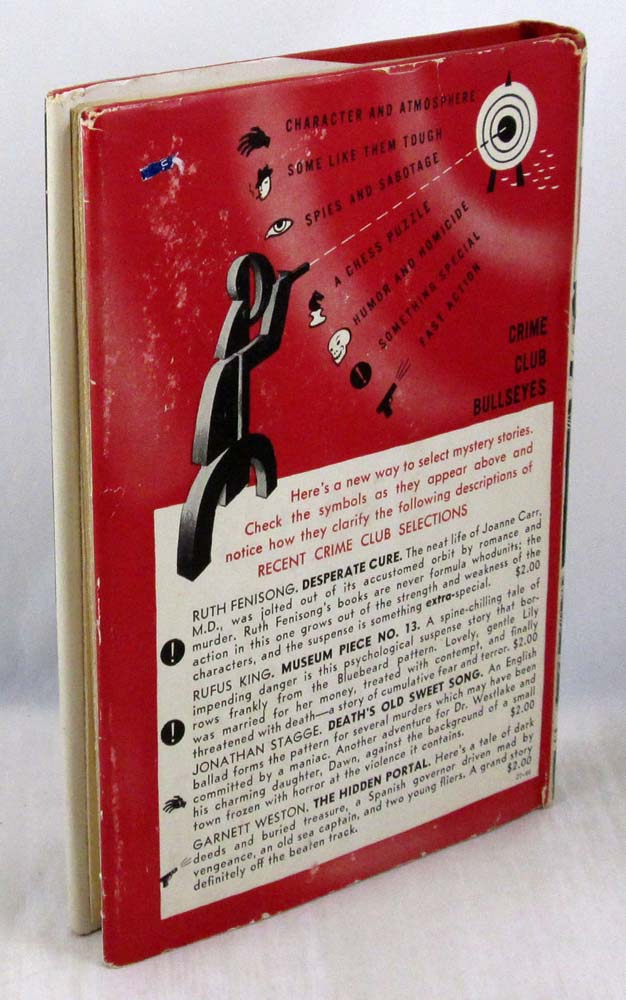 CHARACTER AND ATMOSPHERE
SOME LIKE THEM TOUGH
SPIES AND SABOTAGE
A CHESS PUZZLE
HUMOR AND HOMICIDE
SOMETHING SPECIAL
FAST ACTION
CRIME
CLUB
BULLSEYES
Here's a new way to select mystery stories.
Check the symbols as they appear above and
notice how they clarify the following descriptions of
RECENT CRIME CLUB SELECTIONS
RUTH FENISONG. DESPERATE CURE. The neat life of Joanne Carr,
M.D., was jolted out of its accustomed orbit by romance and
murder. Ruth Fenisong's books are never formula whodunits; the
action in this one grows out of the strength and weakness of the
characters, and the suspense is something extra-special. $2.00
RUFUS KING. MUSEUM PIECE NO. 13. A spine-chilling tale of
impending danger is this psychological suspense story that bor-
rows frankly from the Bluebeard pattern. Lovely, gentle Lily
was married for her money, treated with contempt, and finally
threatened with death—a story of cumulative fear and terror. $2.00
JONATHAN STAGGE. DEATH'S OLD SWEET SONG. An English
ballad forms the pattern for several murders which may have been
committed by a maniac. Another adventure for Dr. Westlake and
his charming daughter, Dawn, against the background of a small
town frozen with horror at the violence it contains. $2.00
GARNETT WESTON. THE HIDDEN PORTAL. Here's a tale of dark
deeds and buried treasure, a Spanish governor driven mad by
vengeance, an old sea captain, and two young fliers. A grand story
definitely off the beaten track. $2.00